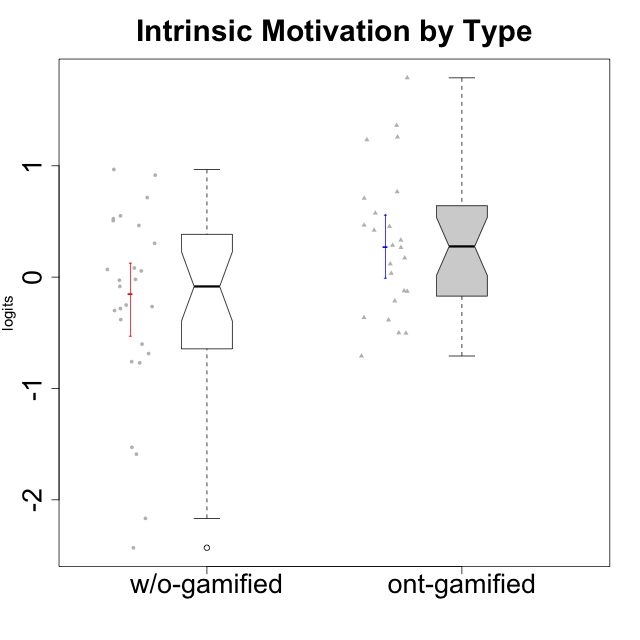 Intrinsic Motivation by Type
1
0
-1
-2
logits
w/o-gamified
ont-gamified